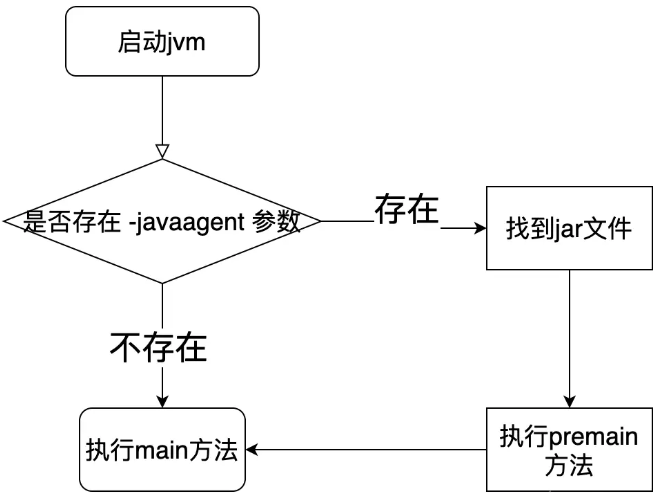 启动jvm
是否存在 -javaagent 参数
存在
找到jar文件
不存在
执行main方法
执行premain
方法